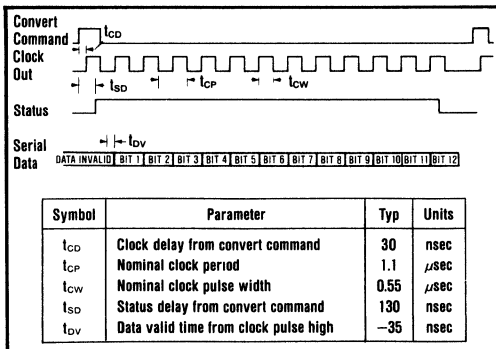 Convert
Command
tCD
Clock
Out
tSD
tCP
tCW
Status
tDV
Serial
Data
DATA INVALID BIT 1 BIT 2 BIT 3 BIT 4 BIT 5 BIT 6 BIT 7 BIT 8 BIT 9 BIT 10 BIT 11 BIT 12
Symbol Parameter Typ Units
tCD Clock delay from convert command 30 nsec
tCP Nominal clock period 1.1 μsec
tCW Nominal clock pulse width 0.55 μsec
tSD Status delay from convert command 130 nsec
tDV Data valid time from clock pulse high −35 nsec